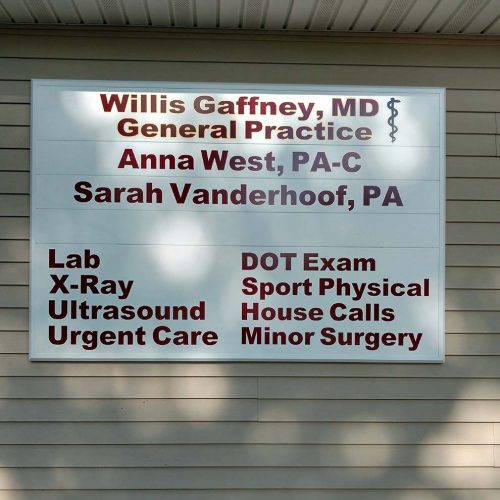 Willis Gaffney, MD
General Practice
Anna West, PA-C
Sarah Vanderhoof, PA
Lab
X-Ray
Ultrasound
Urgent Care
DOT Exam
Sport Physical
House Calls
Minor Surgery